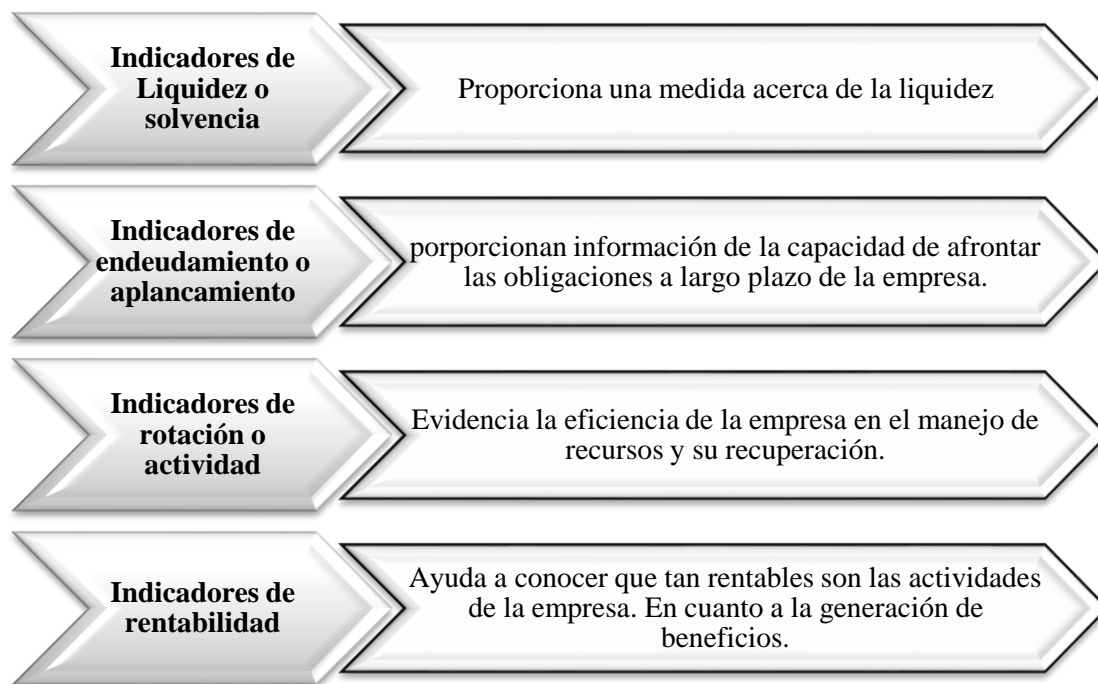 Indicadores de
Liquidez o
solvencia
Proporciona una medida acerca de la liquidez
Indicadores de
endeudamiento o
aplancamiento
porporcionan información de la capacidad de afrontar
las obligaciones a largo plazo de la empresa.
Indicadores de
rotación o
actividad
Evidencia la eficiencia de la empresa en el manejo de
recursos y su recuperación.
Indicadores de
rentabilidad
Ayuda a conocer que tan rentables son las actividades
de la empresa. En cuanto a la generación de
beneficios.